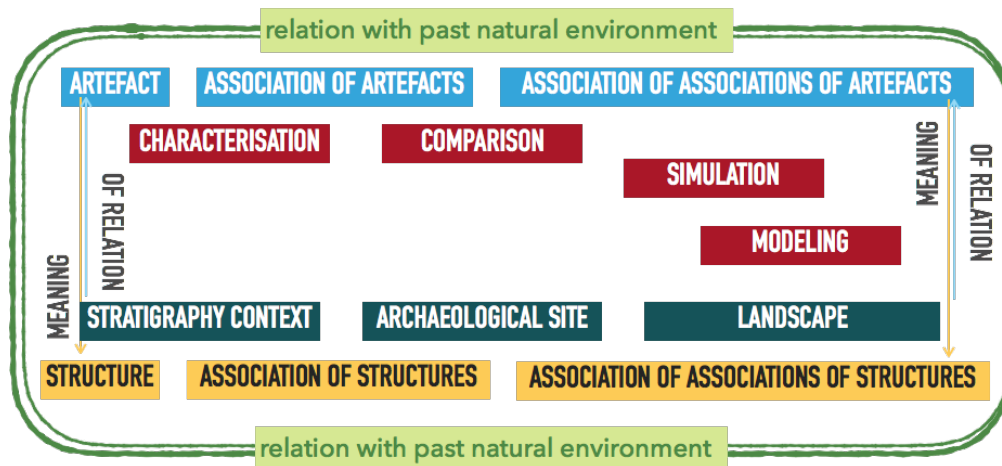 relation with past natural environment
ARTEFACT
ASSOCIATION OF ARTEFACTS
ASSOCIATION OF ASSOCIATIONS OF ARTEFACTS
CHARACTERISATION
COMPARISON
SIMULATION
MODELING
MEANING
OF RELATION
MEANING
OF RELATION
STRATIGRAPHY CONTEXT
ARCHAEOLOGICAL SITE
LANDSCAPE
STRUCTURE
ASSOCIATION OF STRUCTURES
ASSOCIATION OF ASSOCIATIONS OF STRUCTURES
relation with past natural environment